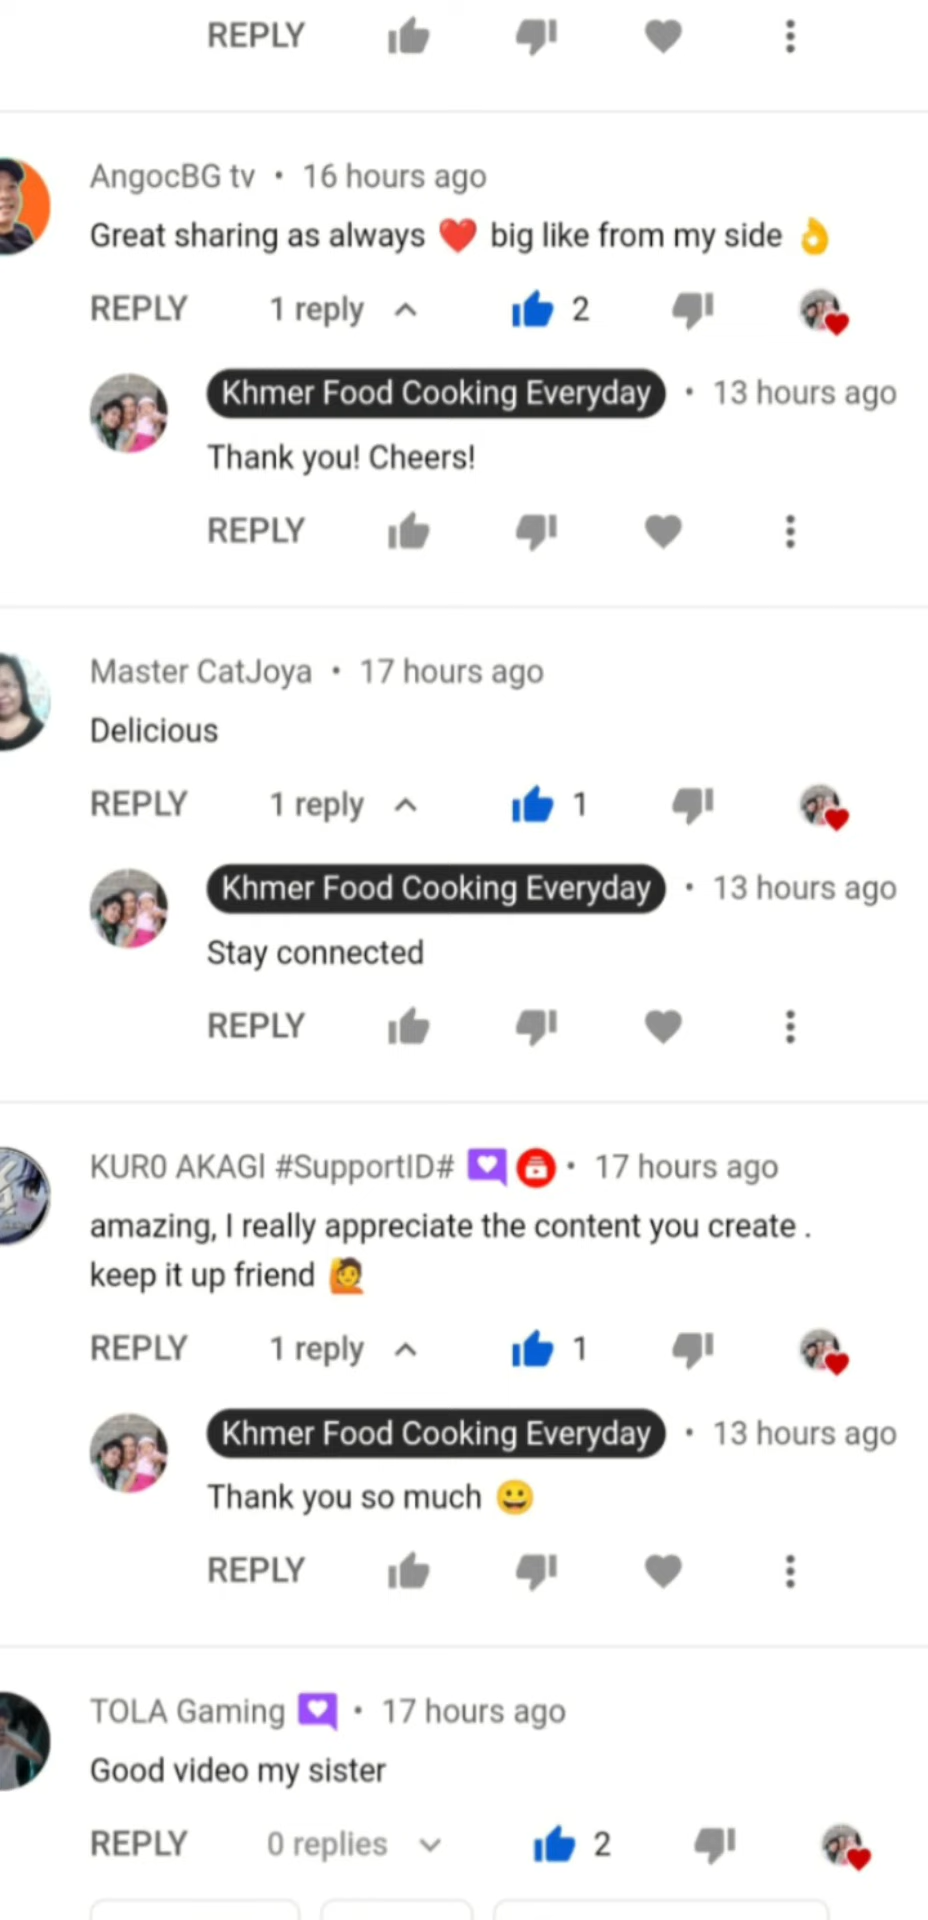 REPLY
AngocBG tv • 16 hours ago
Great sharing as always ❤️ big like from my side 👌
REPLY 1 reply 2
Khmer Food Cooking Everyday • 13 hours ago
Thank you! Cheers!
REPLY
Master CatJoya • 17 hours ago
Delicious
REPLY 1 reply 1
Khmer Food Cooking Everyday • 13 hours ago
Stay connected
REPLY
KUR0 AKAGI #SupportID# • 17 hours ago
amazing, I really appreciate the content you create .
keep it up friend 🙋
REPLY 1 reply 1
Khmer Food Cooking Everyday • 13 hours ago
Thank you so much 😀
REPLY
TOLA Gaming • 17 hours ago
Good video my sister
REPLY 0 replies 2